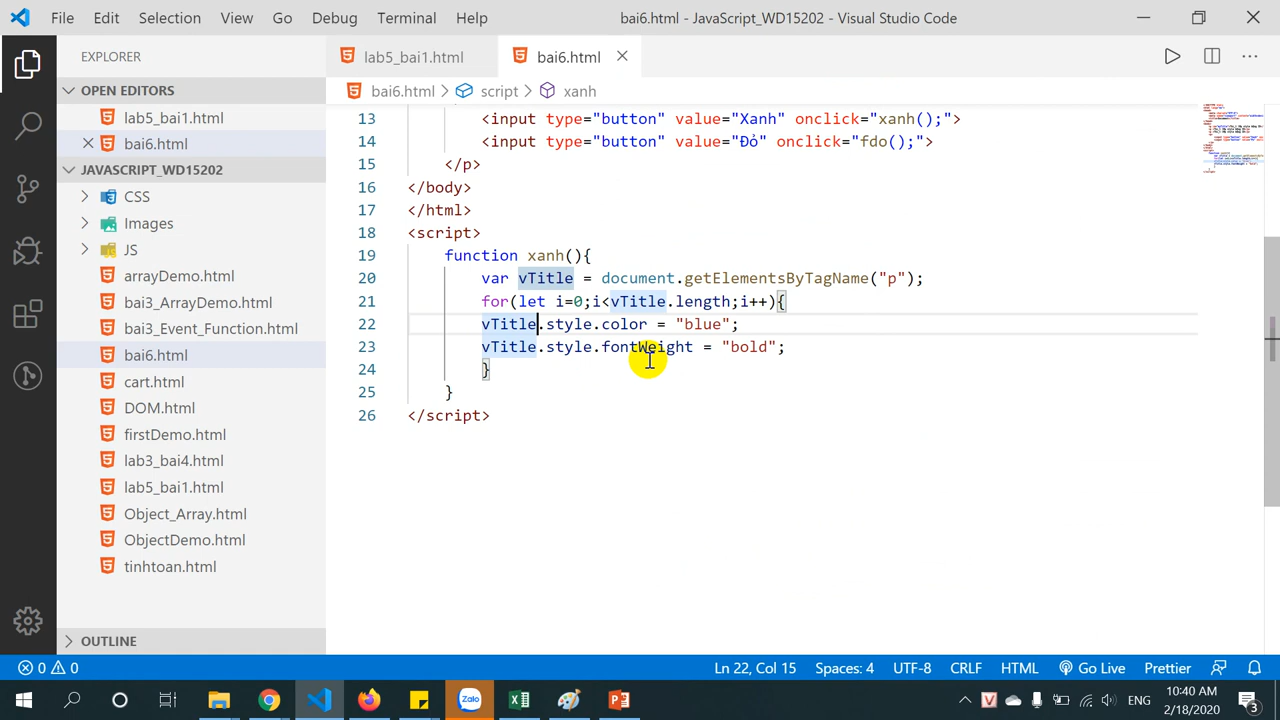 File Edit Selection View Go Debug Terminal Help bai6.html - JavaScript_WD15202 - Visual Studio Code
EXPLORER
OPEN EDITORS
lab5_bai1.html
bai6.html
JAVASCRIPT_WD15202
CSS
Images
JS
arrayDemo.html
bai3_ArrayDemo.html
bai3_Event_Function.html
bai6.html
cart.html
DOM.html
firstDemo.html
lab3_bai4.html
lab5_bai1.html
Object_Array.html
ObjectDemo.html
tinhtoan.html
OUTLINE
lab5_bai1.html bai6.html
bai6.html > script > xanh
13 <input type="button" value="Xanh" onclick="xanh();">
14 <input type="button" value="Đỏ" onclick="fdo();">
15 </p>
16 </body>
17 </html>
18 <script>
19 function xanh(){
20 var vTitle = document.getElementsByTagName("p");
21 for(let i=0;i<vTitle.length;i++){
22 vTitle.style.color = "blue";
23 vTitle.style.fontWeight = "bold";
24 }
25 }
26 </script>
0 0 Ln 22, Col 15 Spaces: 4 UTF-8 CRLF HTML Go Live Prettier
Zalo ENG 10:40 AM
2/18/2020 3